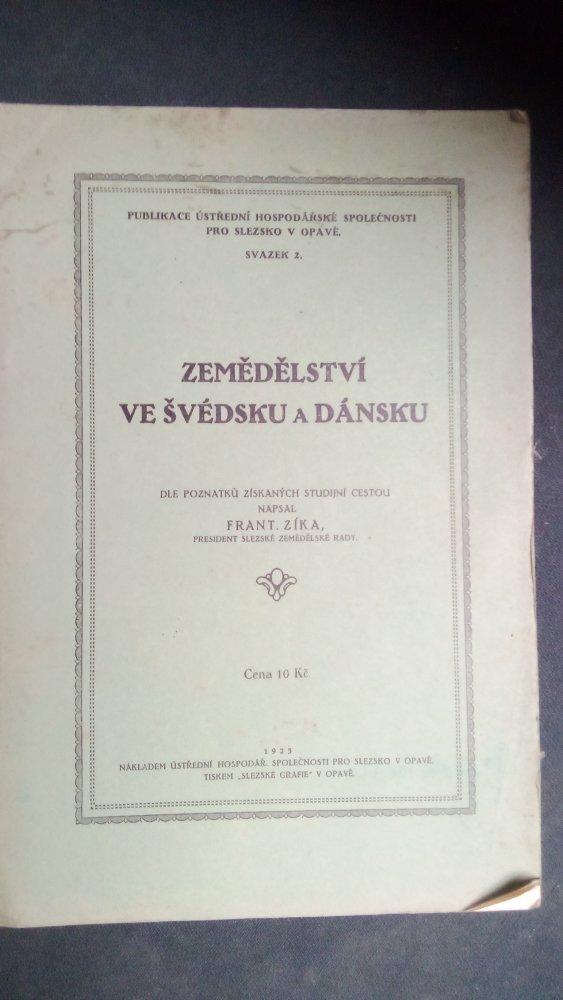 PUBLIKACE ÚSTŘEDNÍ HOSPODÁŘSKÉ SPOLEČNOSTI
PRO SLEZSKO V OPAVĚ.
SVAZEK 2.
ZEMĚDĚLSTVÍ
VE ŠVÉDSKU A DÁNSKU
DLE POZNATKŮ ZÍSKANÝCH STUDIJNÍ CESTOU
NAPSAL
FRANT. ZÍKA,
PRESIDENT SLEZSKÉ ZEMĚDĚLSKÉ RADY.
Cena 10 Kč
1925
NÁKLADEM ÚSTŘEDNÍ HOSPODÁŘ. SPOLEČNOSTI PRO SLEZSKO V OPAVĚ.
TISKEM „SLEZSKÉ GRAFIE" V OPAVĚ.